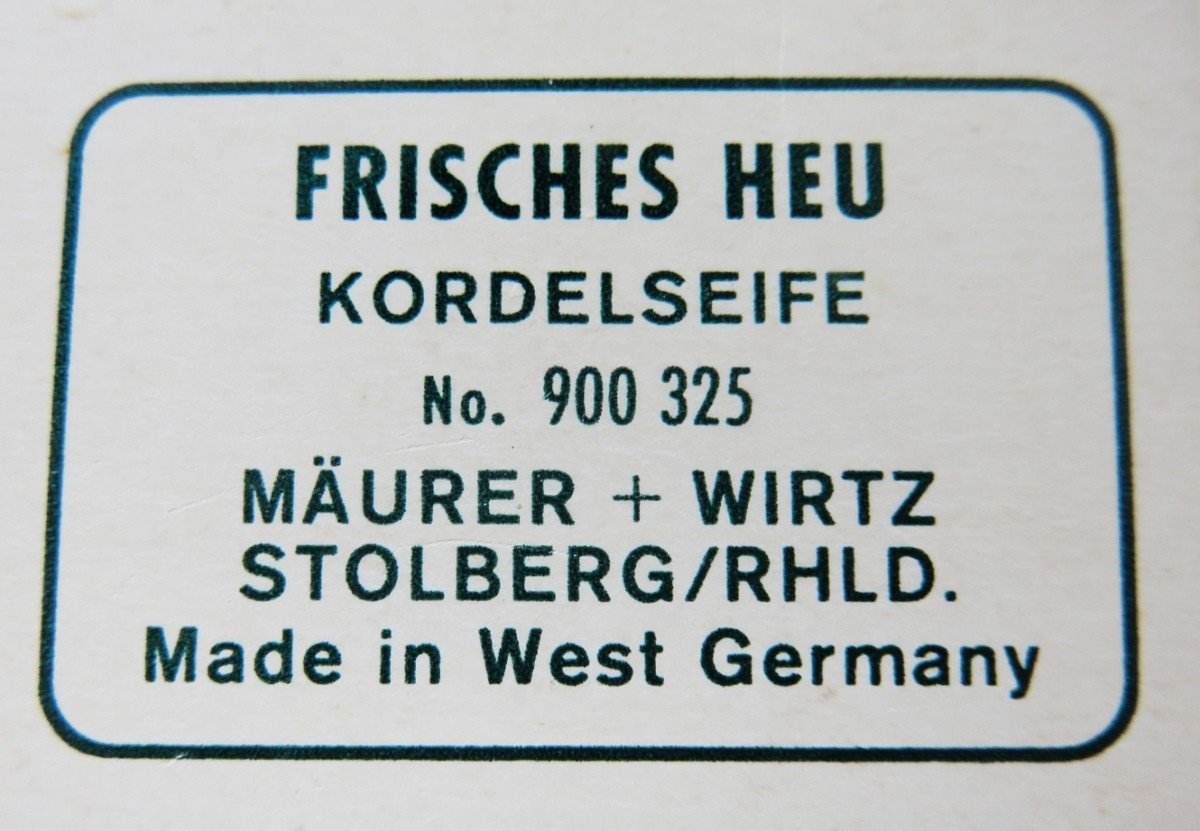 FRISCHES HEU
KORDELSEIFE
No. 900 325
MÄURER + WIRTZ
STOLBERG/RHLD.
Made in West Germany